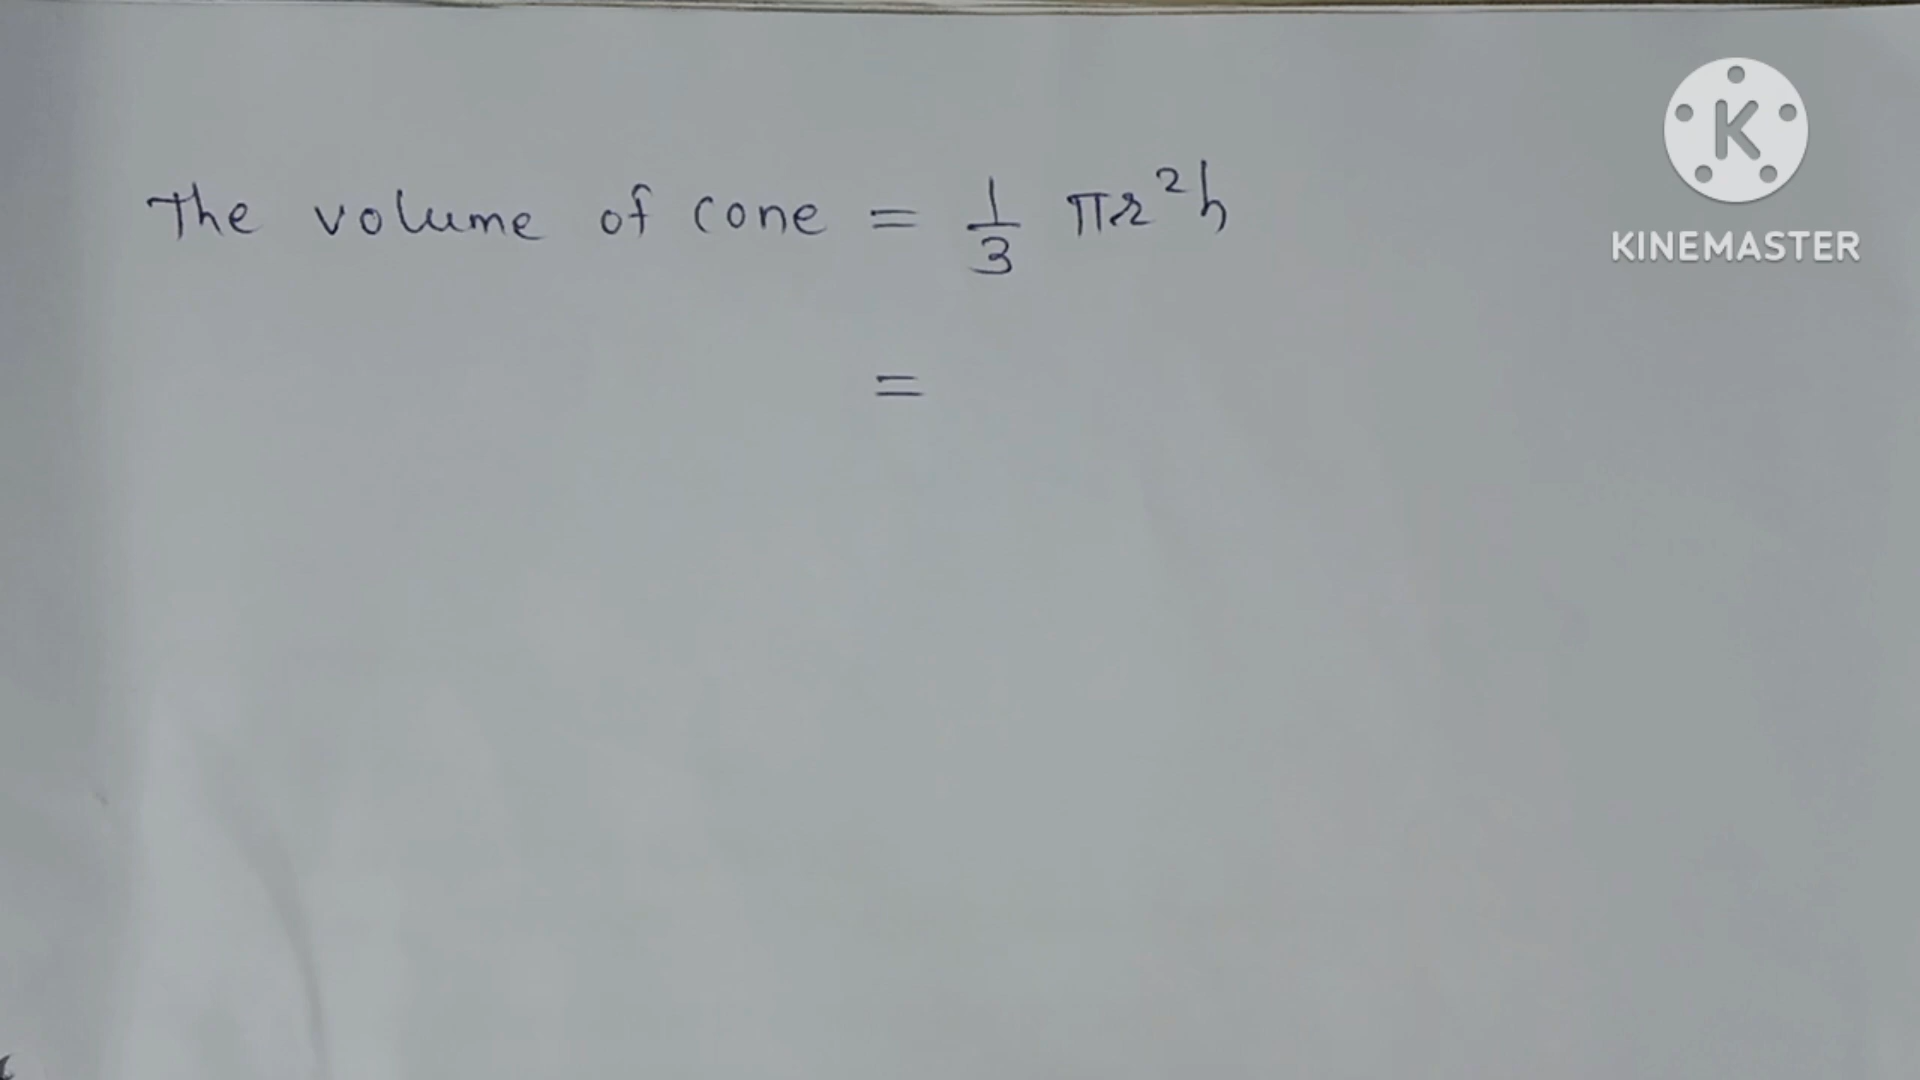 The volume of cone = 1/3 πr²h
=
K
KINEMASTER